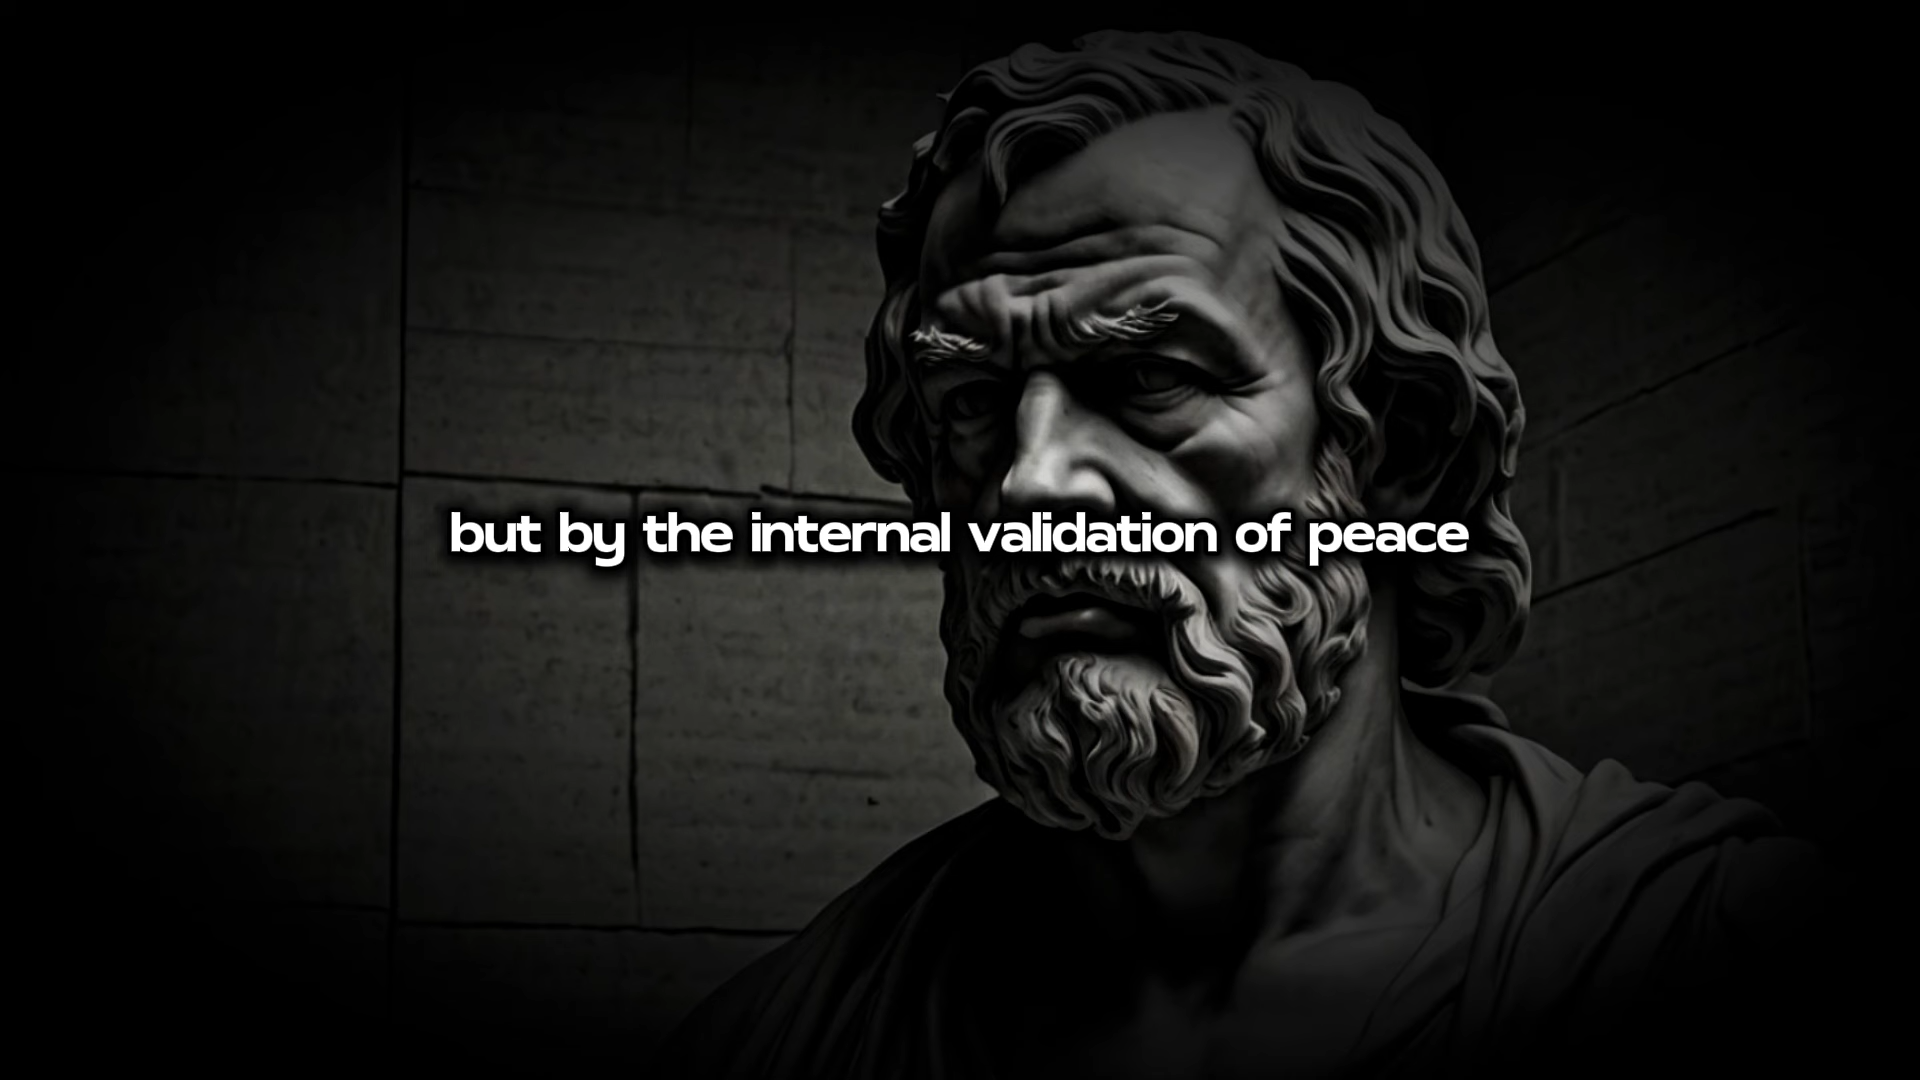 but by the internal validation of peace